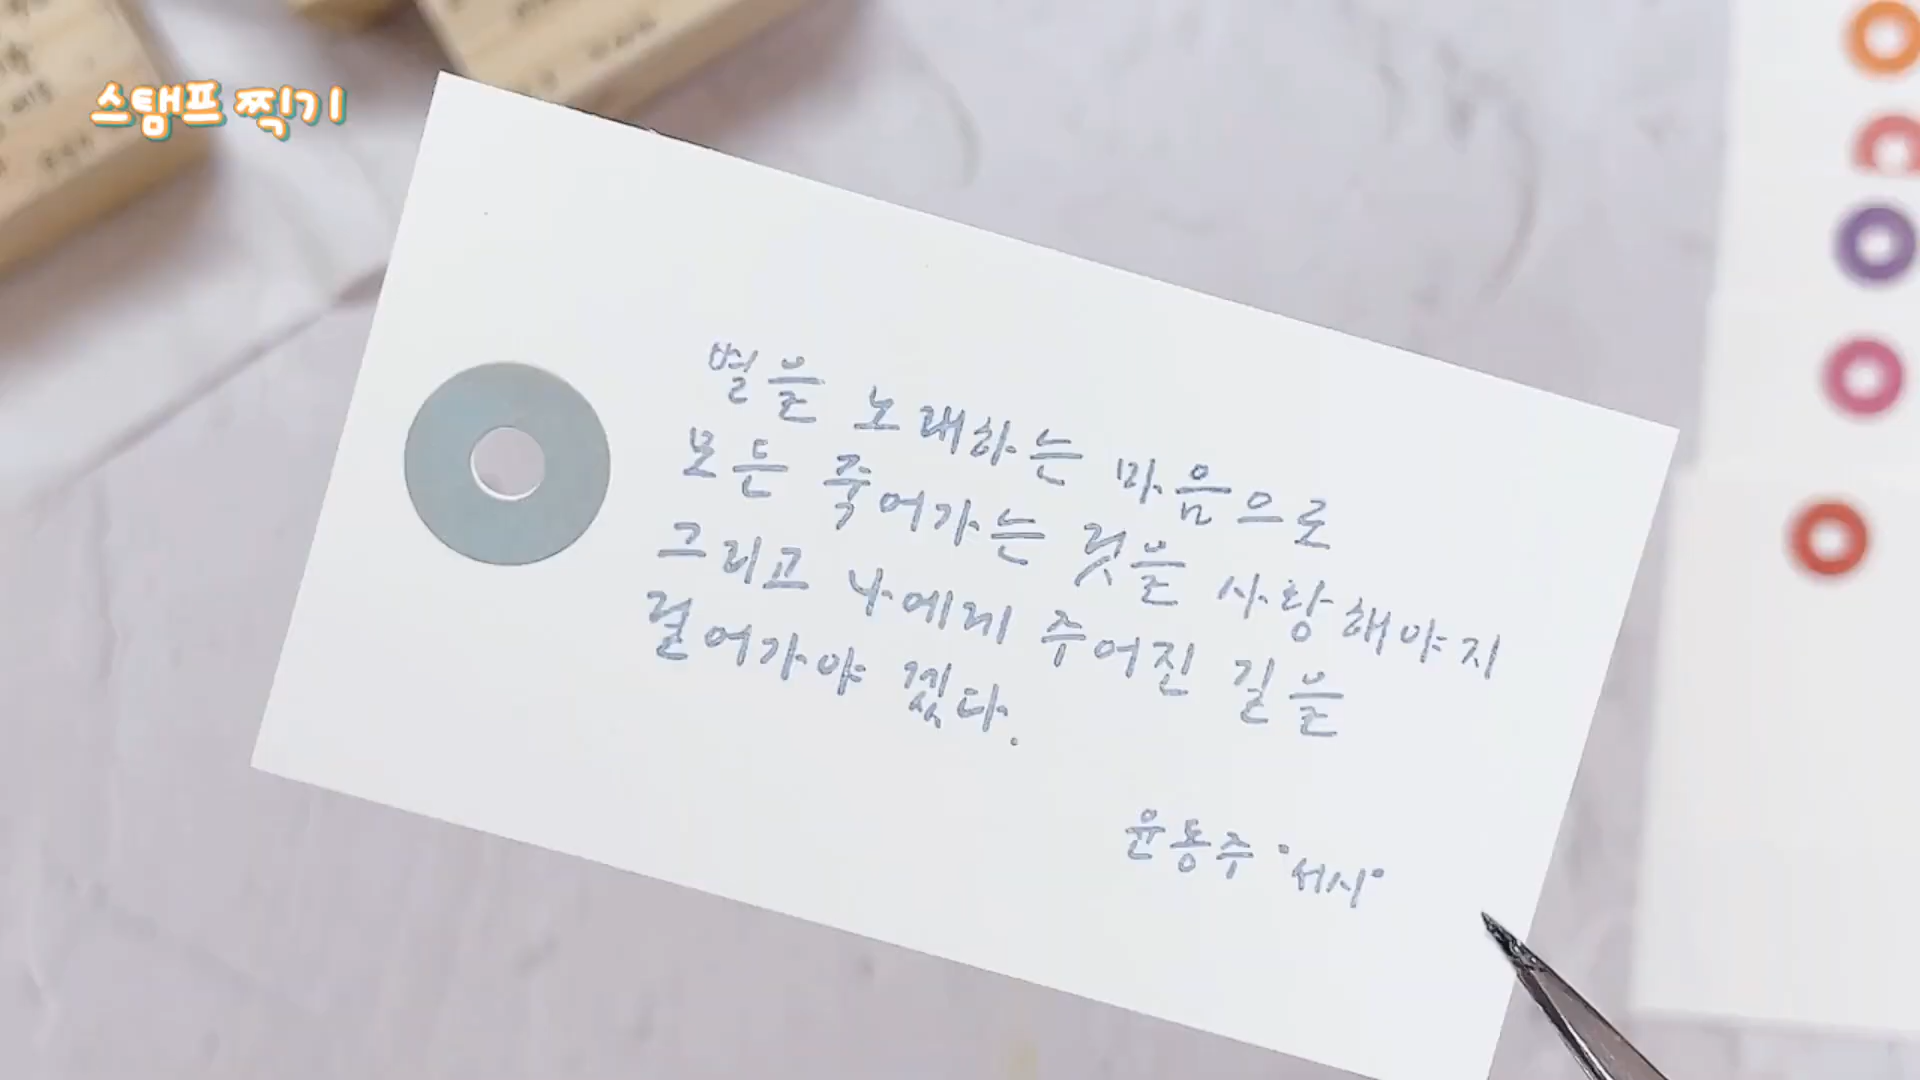 스탬프 찍기
별을 노래하는 마음으로
모든 죽어가는 것을 사랑해야지
그리고 나에게 주어진 길을
걸어가야 겠다.
윤동주 "서시"